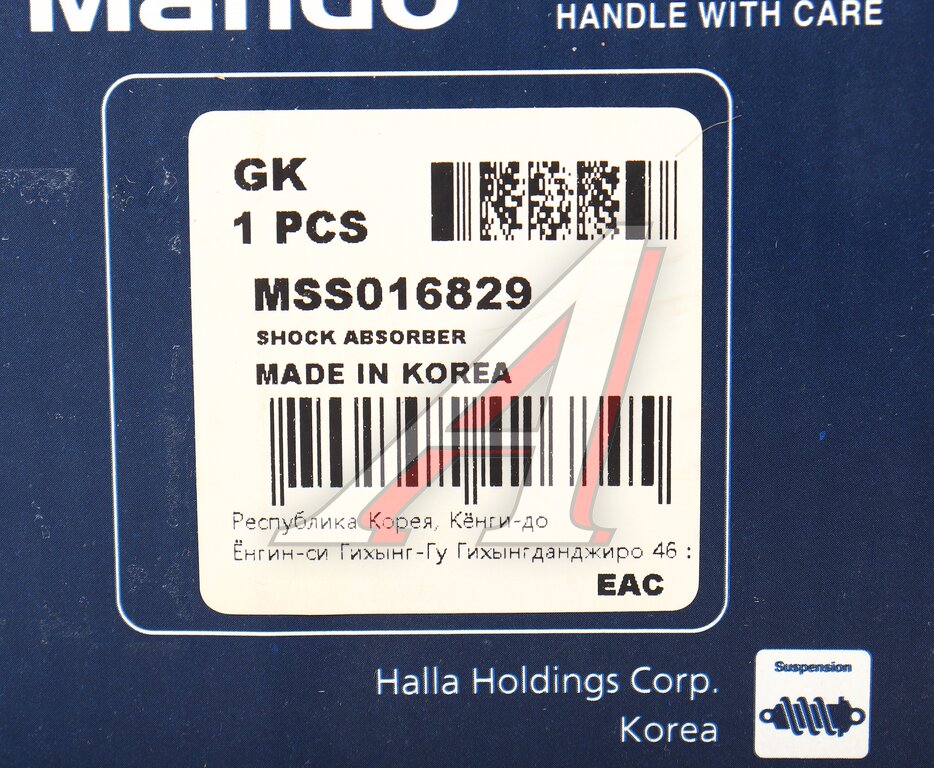 Mando
HANDLE WITH CARE
GK
1 PCS
MSS016829
SHOCK ABSORBER
MADE IN KOREA
Республика Корея, Кёнги-до
Ёнгин-си Гихынг-Гу Гихынгданджиро 46 :
EAC
Halla Holdings Corp.
Korea
Suspension